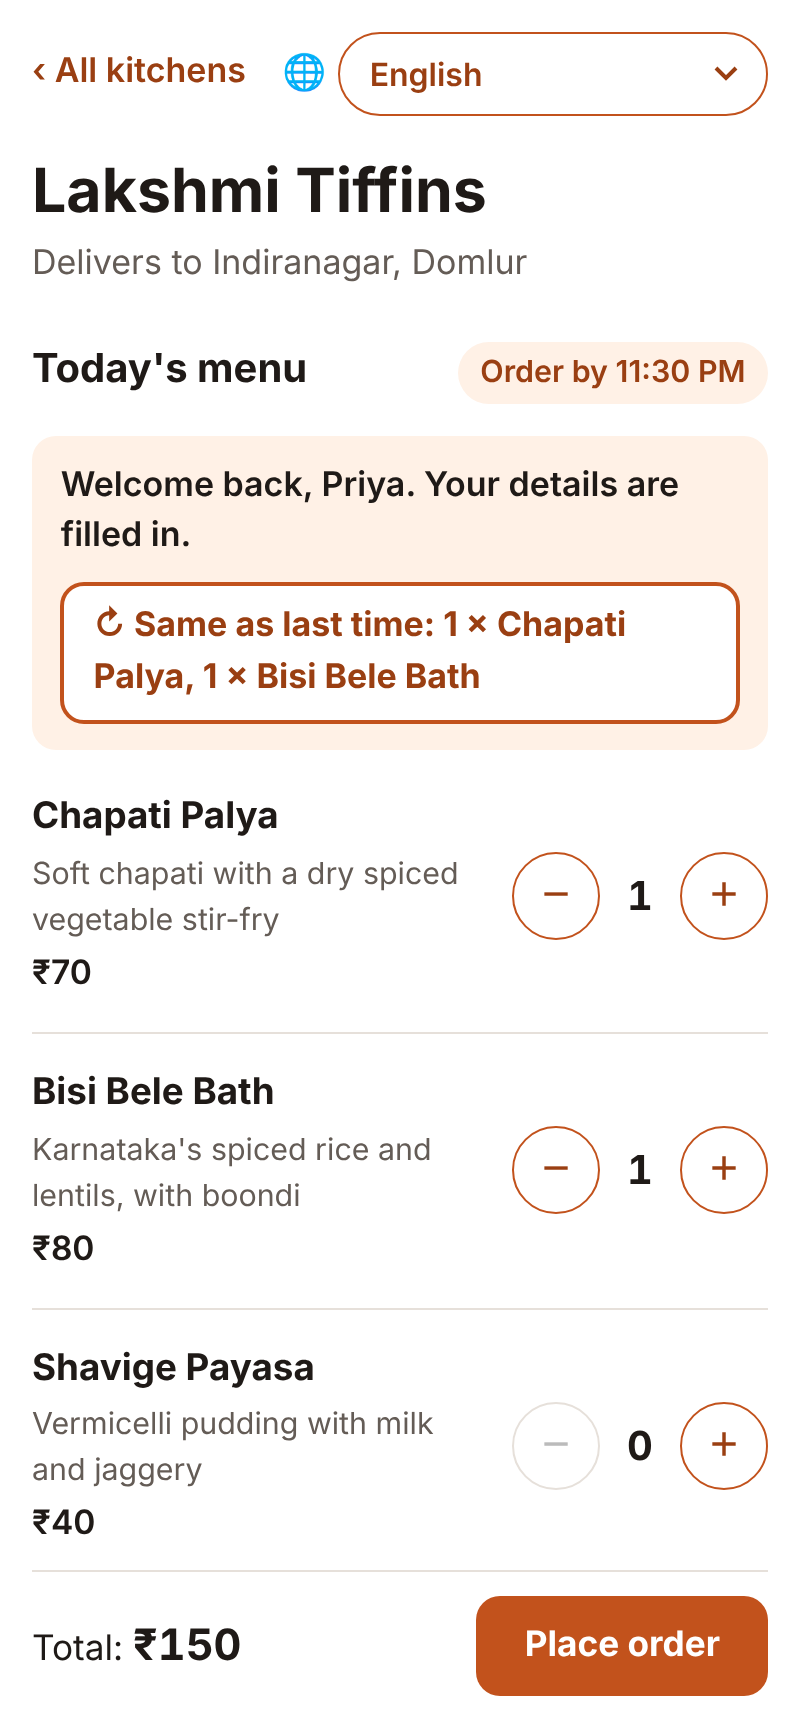 ‹ All kitchens
English
Lakshmi Tiffins
Delivers to Indiranagar, Domlur
Today's menu
Order by 11:30 PM
Welcome back, Priya. Your details are
filled in.
↻ Same as last time: 1 × Chapati
Palya, 1 × Bisi Bele Bath
Chapati Palya
Soft chapati with a dry spiced
vegetable stir-fry
₹70
− 1 +
Bisi Bele Bath
Karnataka's spiced rice and
lentils, with boondi
₹80
− 1 +
Shavige Payasa
Vermicelli pudding with milk
and jaggery
₹40
− 0 +
Total: ₹150
Place order